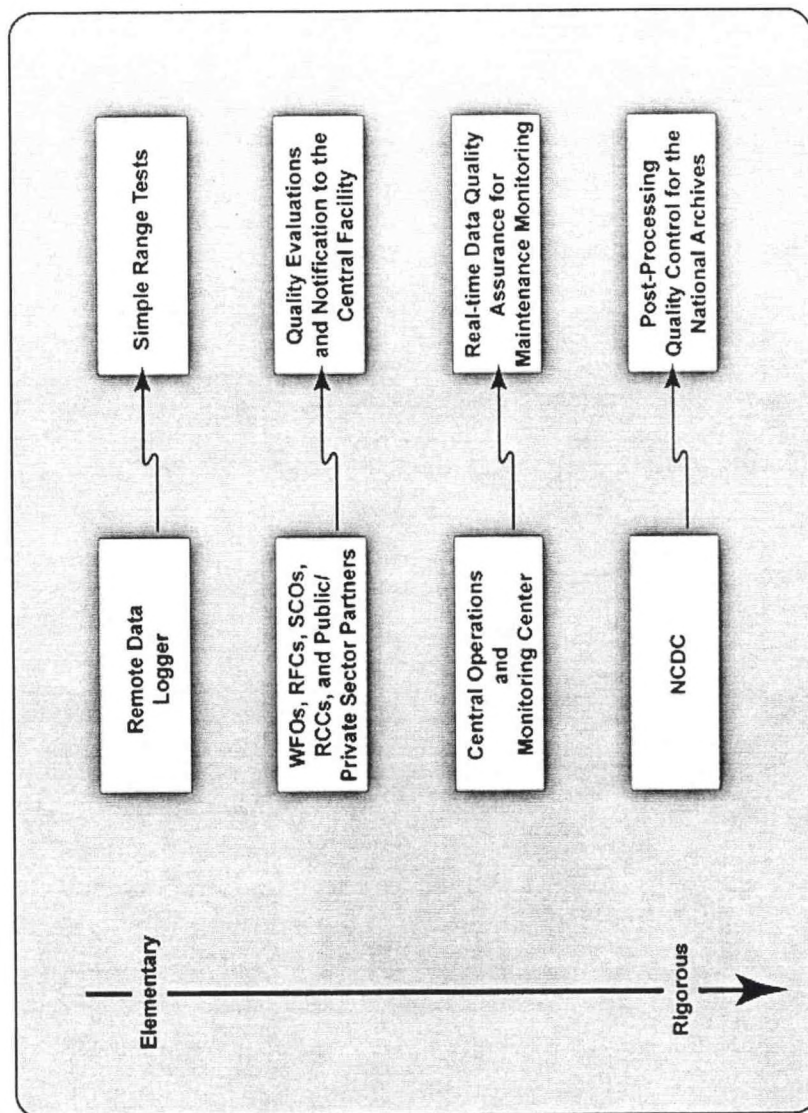 Elementary
Rigorous
Remote Data
Logger
Simple Range Tests
WFOs, RFCs, SCOs,
RCCs, and Public/
Private Sector Partners
Quality Evaluations
and Notification to the
Central Facility
Central Operations
and
Monitoring Center
Real-time Data Quality
Assurance for
Maintenance Monitoring
NCDC
Post-Processing
Quality Control for the
National Archives